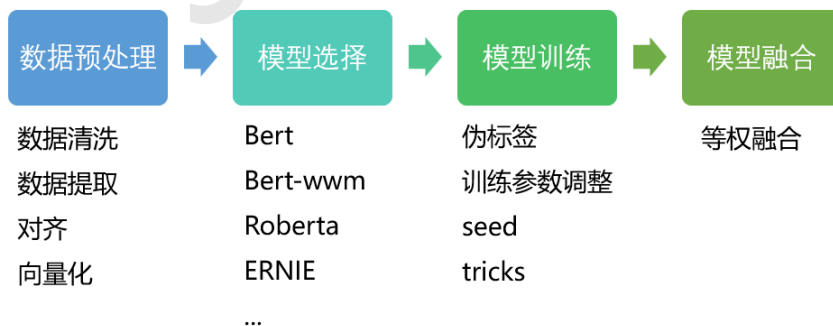 数据预处理
模型选择
模型训练
模型融合
数据清洗
数据提取
对齐
向量化
Bert
Bert-wwm
Roberta
ERNIE
...
伪标签
训练参数调整
seed
tricks
等权融合